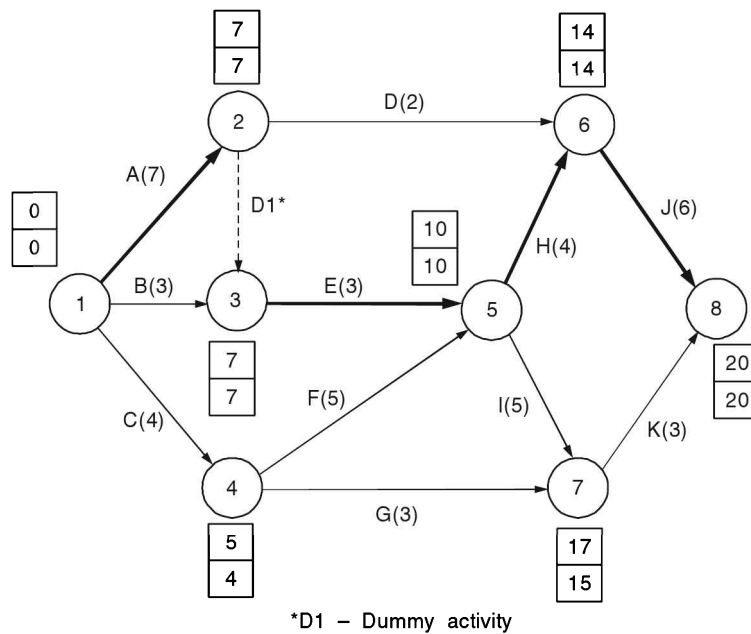 7
7
14
14
D(2)
2
6
A(7)
D1*
0
0
J(6)
10
10
H(4)
B(3)
E(3)
1
3
5
8
7
7
20
20
F(5)
I(5)
C(4)
K(3)
4
7
G(3)
5
4
17
15
*D1 – Dummy activity